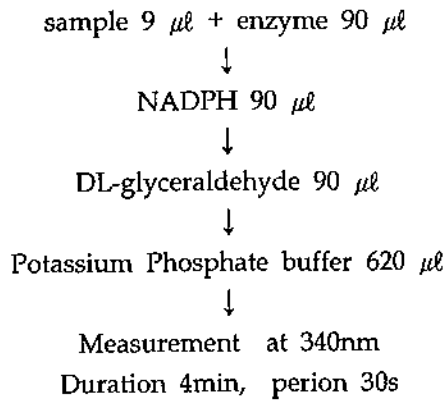 sample 9 µℓ + enzyme 90 µℓ
↓
NADPH 90 µℓ
↓
DL-glyceraldehyde 90 µℓ
↓
Potassium Phosphate buffer 620 µℓ
↓
Measurement at 340nm
Duration 4min, perion 30s